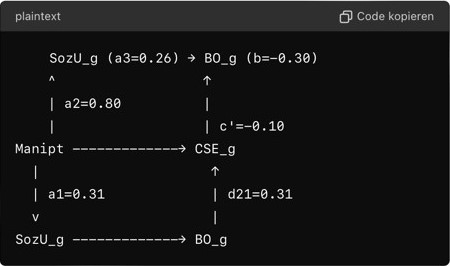 plaintext
Code kopieren
SozU_g (a3=0.26) → BO_g (b=-0.30)
^ ↑
| a2=0.80 |
| | c'=-0.10
Manipt -------------→ CSE_g
| ↑
| a1=0.31 | d21=0.31
v |
SozU_g -------------→ BO_g